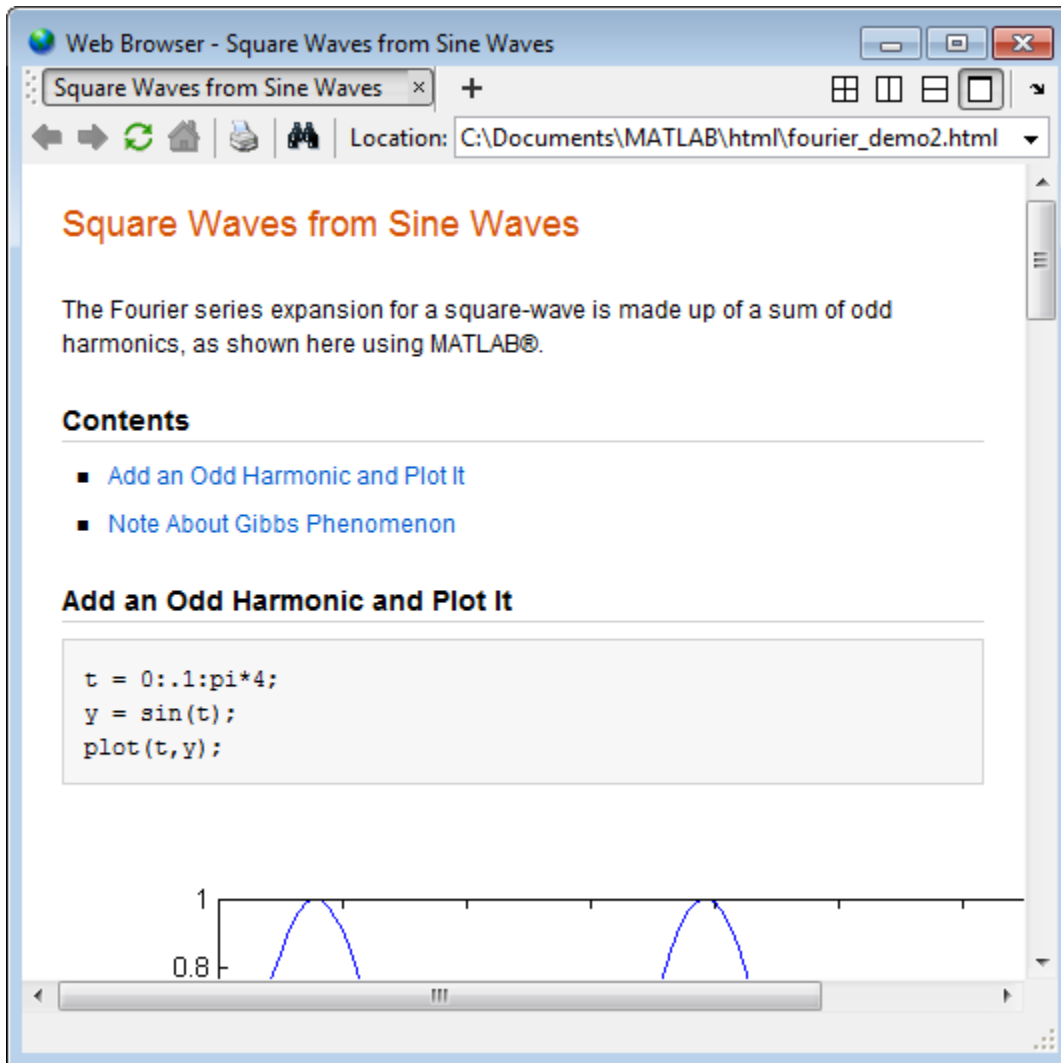 Web Browser - Square Waves from Sine Waves
Square Waves from Sine Waves
Location: C:\Documents\MATLAB\html\fourier_demo2.html
Square Waves from Sine Waves
The Fourier series expansion for a square-wave is made up of a sum of odd
harmonics, as shown here using MATLAB®.
Contents
Add an Odd Harmonic and Plot It
Note About Gibbs Phenomenon
Add an Odd Harmonic and Plot It
t = 0:.1:pi*4;
y = sin(t);
plot(t,y);
1
0.8